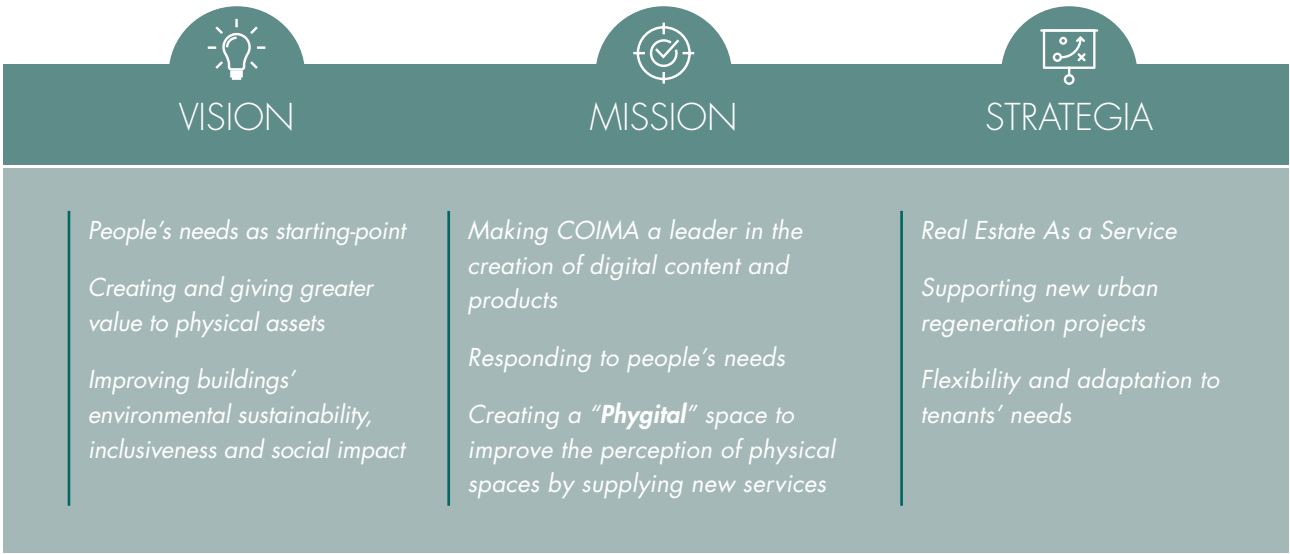 VISION
People's needs as starting-point
Creating and giving greater
value to physical assets
Improving buildings'
environmental sustainability,
inclusiveness and social impact
MISSION
Making COIMA a leader in the
creation of digital content and
products
Responding to people's needs
Creating a “Phygital” space to
improve the perception of physical
spaces by supplying new services
STRATEGIA
Real Estate As a Service
Supporting new urban
regeneration projects
Flexibility and adaptation to
tenants' needs